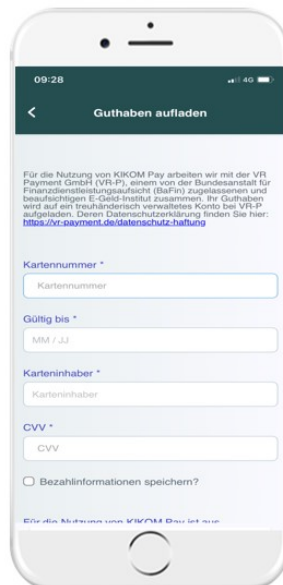 09:28
4G
Guthaben aufladen
Für die Nutzung von KIKOM Pay arbeiten wir mit der VR
Payment GmbH (VR-P), einem von der Bundesanstalt für
Finanzdienstleistungsaufsicht (BaFin) zugelassenen und
beaufsichtigen E-Geld-Institut zusammen. Ihr Guthaben
wird auf ein treuhänderisch verwaltetes Konto bei VR-P
aufgeladen. Deren Datenschutzerklärung finden Sie hier:
https://vr-payment.de/datenschutz-haftung
Kartennummer *
Kartennummer
Gültig bis *
MM / JJ
Karteninhaber *
Karteninhaber
CVV *
CVV
Bezahlinformationen speichern?
Für die Nutzung von KIKOM Pay ist aus